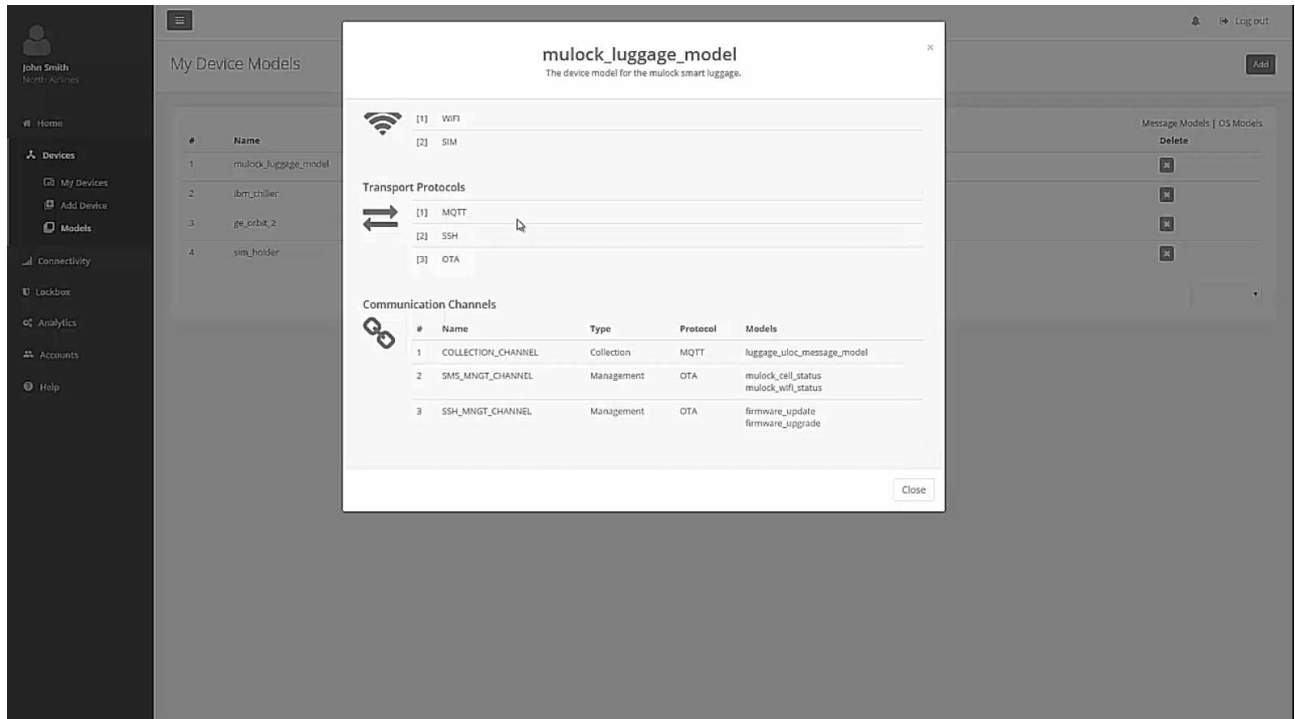 John Smith
North Airlines
Home
Devices
My Devices
Add Device
Models
Connectivity
Lockbox
Analytics
Accounts
Help
Log out
My Device Models
Add
Message Models | OS Models
# Name Delete
1 mulock_luggage_model
2 ibm_chiller
3 ge_orbit_2
4 sim_holder
mulock_luggage_model
×
The device model for the mulock smart luggage.
[1] WIFI
[2] SIM
Transport Protocols
[1] MQTT
[2] SSH
[3] OTA
Communication Channels
# Name Type Protocol Models
1 COLLECTION_CHANNEL Collection MQTT luggage_uloc_message_model
2 SMS_MNGT_CHANNEL Management OTA mulock_cell_status
mulock_wifi_status
3 SSH_MNGT_CHANNEL Management OTA firmware_update
firmware_upgrade
Close